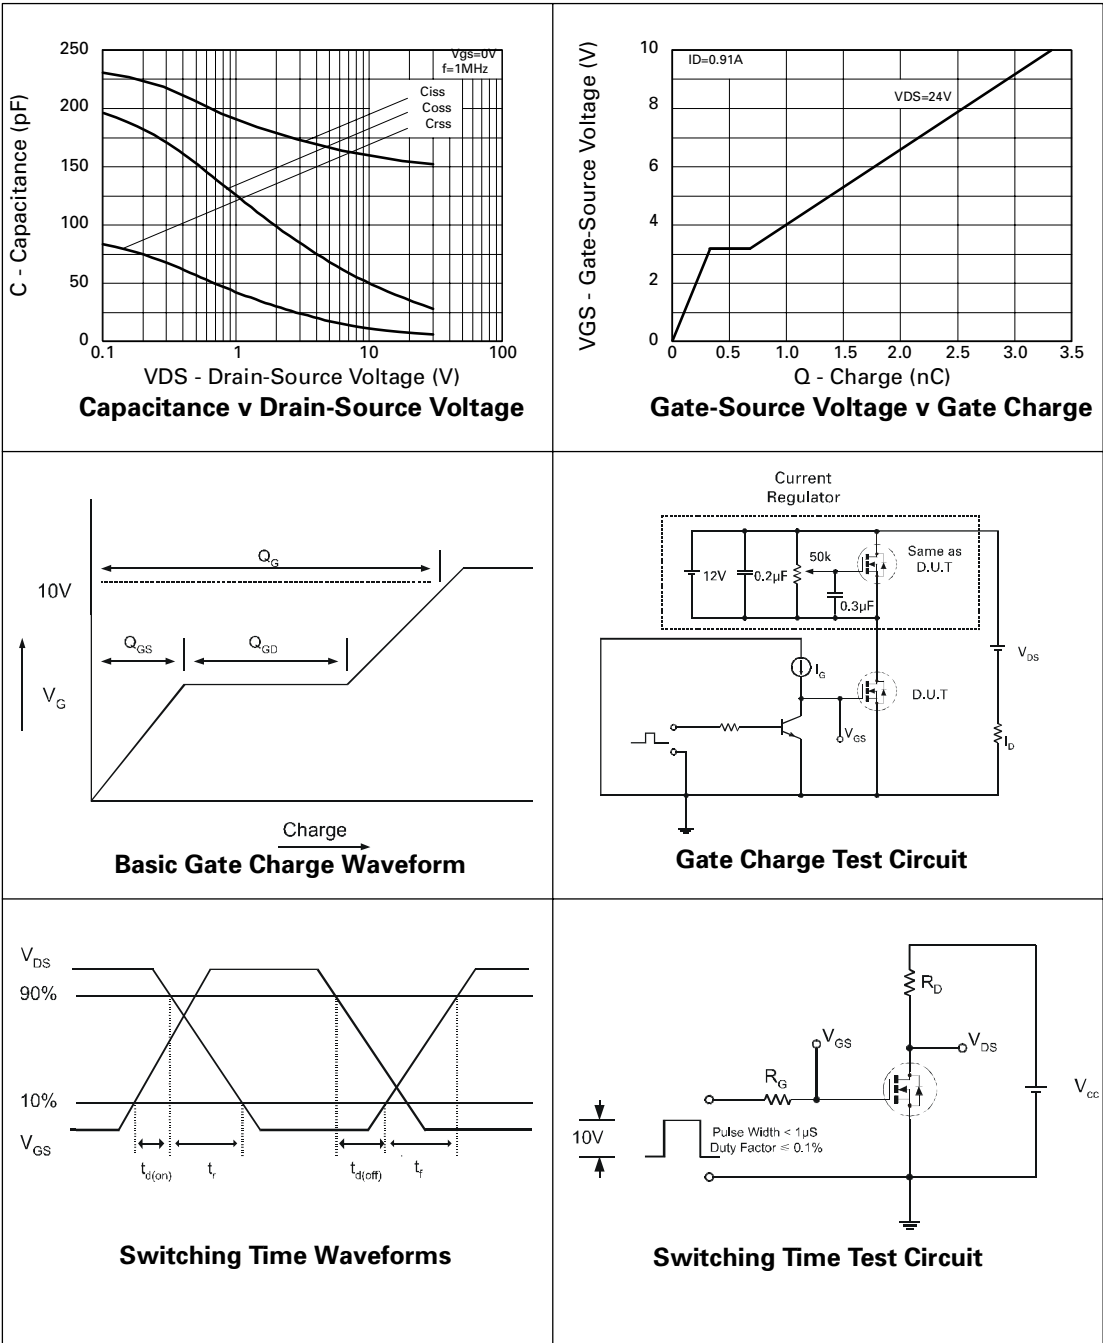 250
200
150
100
50
0
C - Capacitance (pF)
Vgs=0V
f=1MHz
Ciss
Coss
Crss
0.1 1 10 100
VDS - Drain-Source Voltage (V)
Capacitance v Drain-Source Voltage
10
8
6
4
2
0
VGS - Gate-Source Voltage (V)
ID=0.91A
VDS=24V
0 0.5 1.0 1.5 2.0 2.5 3.0 3.5
Q - Charge (nC)
Gate-Source Voltage v Gate Charge
QG
10V
QGS QGD
VG
Charge
Basic Gate Charge Waveform
Current
Regulator
12V
0.2µF
50k
0.3µF
Same as
D.U.T
VDS
IG
D.U.T
VGS
ID
Gate Charge Test Circuit
VDS
90%
10%
VGS
td(on) tr td(off) tf
Switching Time Waveforms
RD
VGS
VDS
RG
Vcc
10V
Pulse Width < 1µS
Duty Factor ≤ 0.1%
Switching Time Test Circuit